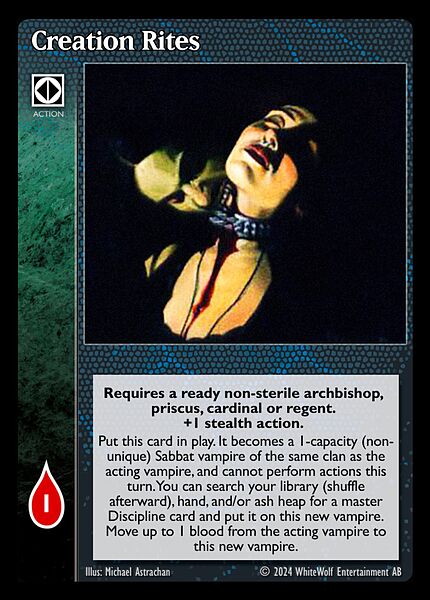 Creation Rites
ACTION
Requires a ready non-sterile archbishop,
priscus, cardinal or regent.
+1 stealth action.
Put this card in play. It becomes a 1-capacity (non-
unique) Sabbat vampire of the same clan as the
acting vampire, and cannot perform actions this
turn. You can search your library (shuffle
afterward), hand, and/or ash heap for a master
Discipline card and put it on this new vampire.
Move up to 1 blood from the acting vampire to
this new vampire.
1
Illus: Michael Astrachan © 2024 WhiteWolf Entertainment AB